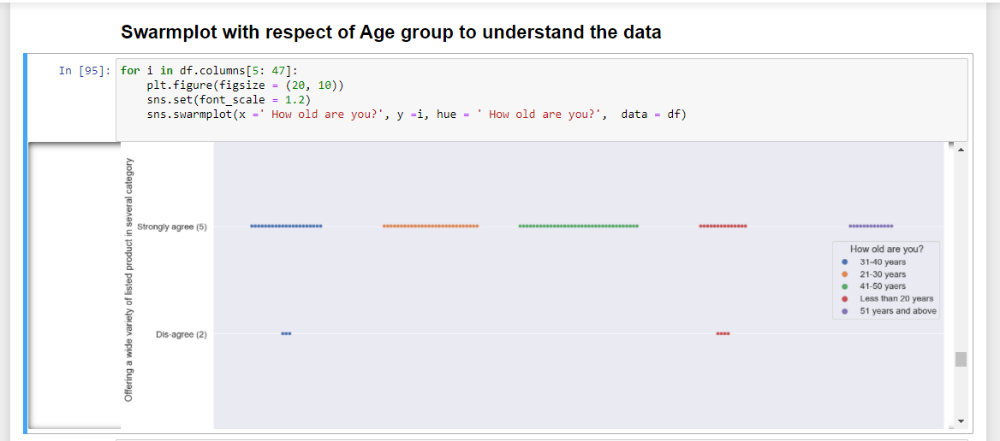 Swarmplot with respect of Age group to understand the data
In [95]: for i in df.columns[5: 47]:
plt.figure(figsize = (20, 10))
sns.set(font_scale = 1.2)
sns.swarmplot(x =' How old are you?', y =i, hue = ' How old are you?',  data = df)
Offering a wide variety of listed product in several category
Strongly agree (5)
Dis-agree (2)
How old are you?
31-40 years
21-30 years
41-50 yaers
Less than 20 years
51 years and above